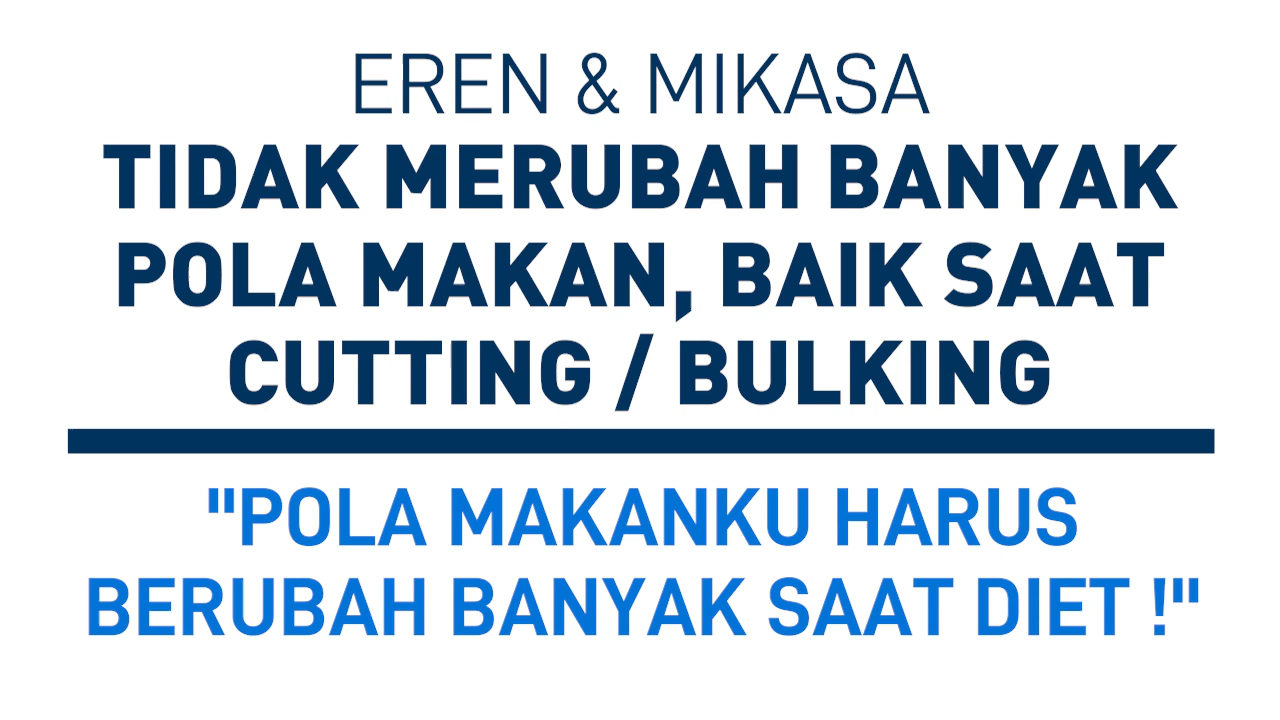 EREN & MIKASA
TIDAK MERUBAH BANYAK
POLA MAKAN, BAIK SAAT
CUTTING / BULKING
"POLA MAKANKU HARUS
BERUBAH BANYAK SAAT DIET !"